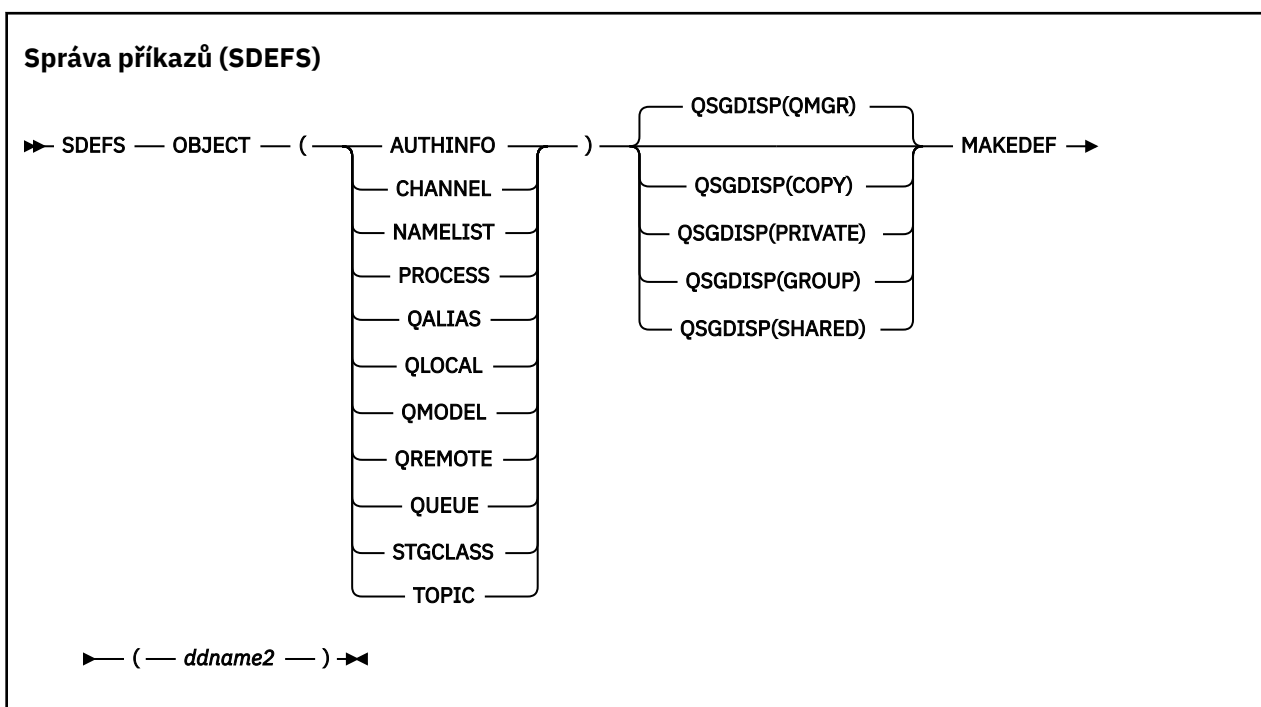 Správa příkazů (SDEFS)
QSGDISP(QMGR)
SDEFS OBJECT ( AUTHINFO ) MAKEDEF
CHANNEL QSGDISP(COPY)
NAMELIST QSGDISP(PRIVATE)
PROCESS QSGDISP(GROUP)
QALIAS QSGDISP(SHARED)
QLOCAL
QMODEL
QREMOTE
QUEUE
STGCLASS
TOPIC
( ddname2 )